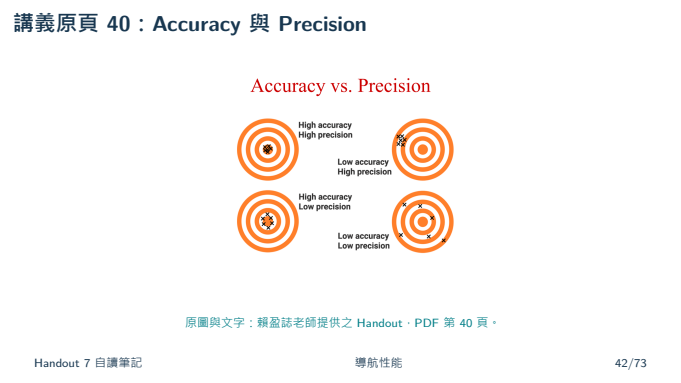 講義原頁 40：Accuracy 與 Precision
Accuracy vs. Precision
High accuracy
High precision
Low accuracy
High precision
High accuracy
Low precision
Low accuracy
Low precision
原圖與文字：賴盈誌老師提供之 Handout，PDF 第 40 頁。
Handout 7 自讀筆記
導航性能
42/73